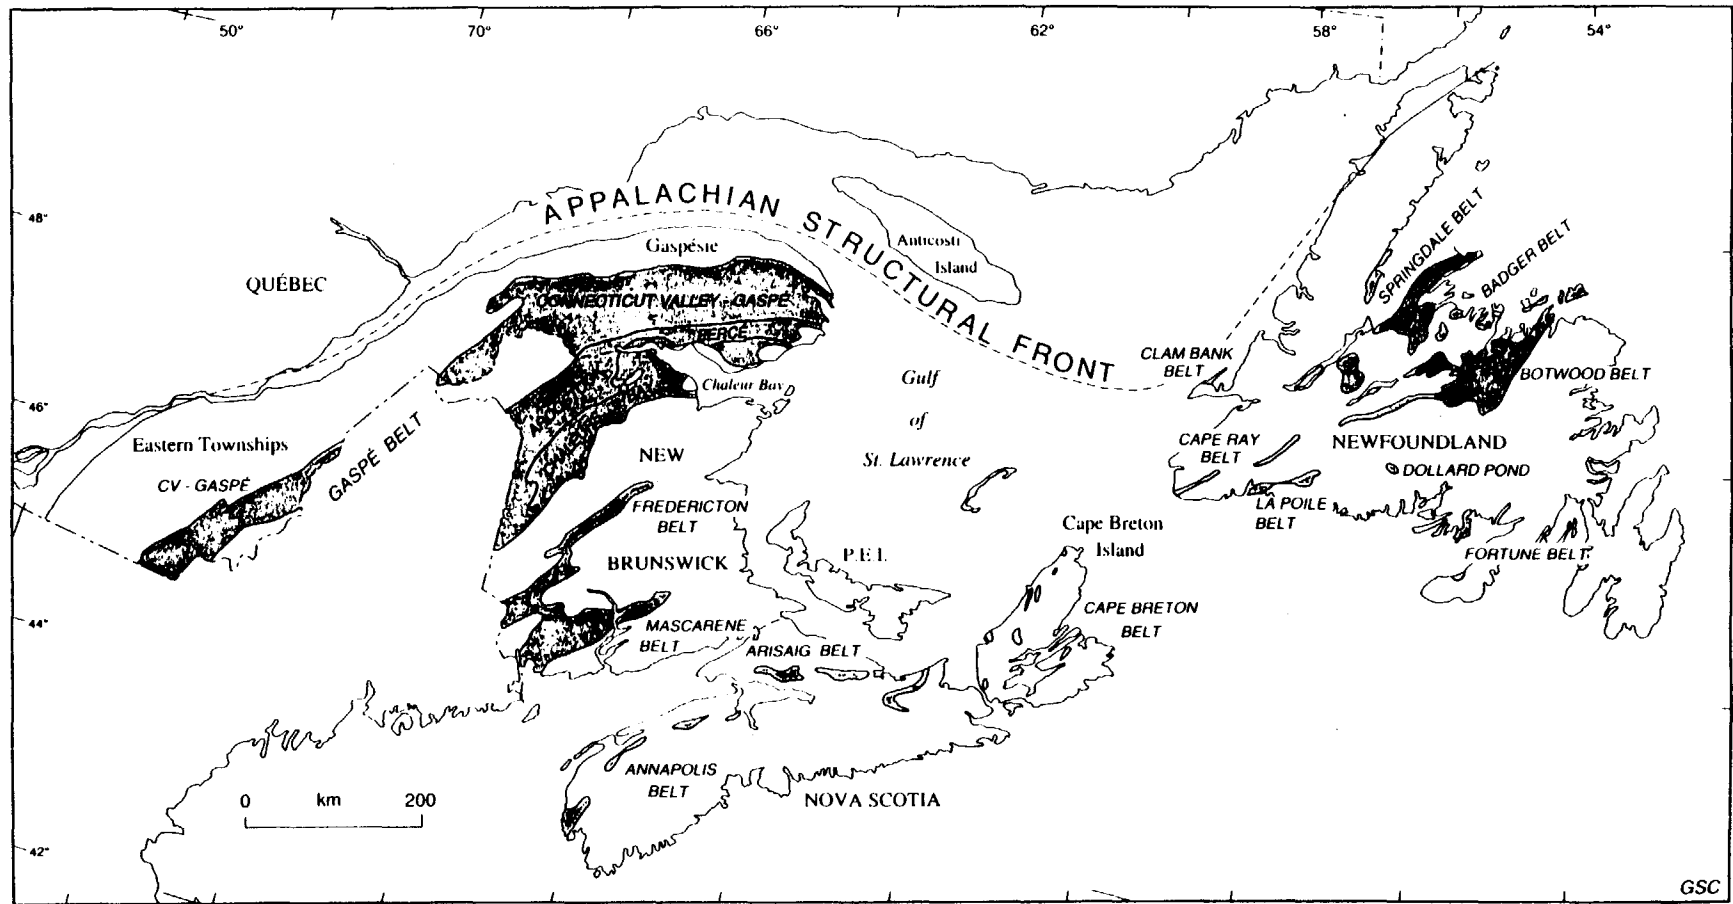 50°
70°
66°
62°
58°
54°
48°
46°
44°
42°
APPALACHIAN STRUCTURAL FRONT
Anticosti
Island
Gaspésie
QUÉBEC
CONNECTICUT VALLEY - GASPÉ
PERCÉ
Chaleur Bay
Gulf
of
St. Lawrence
Eastern Townships
CV - GASPÉ
GASPÉ BELT
NEW
BRUNSWICK
FREDERICTON
BELT
MASCARENE
BELT
P.E.I.
ARISAIG BELT
Cape Breton
Island
CAPE BRETON
BELT
ANNAPOLIS
BELT
NOVA SCOTIA
0 km 200
SPRINGDALE BELT
BADGER BELT
CLAM BANK
BELT
BOTWOOD BELT
CAPE RAY
BELT
NEWFOUNDLAND
DOLLARD POND
LA POILE
BELT
FORTUNE BELT
GSC